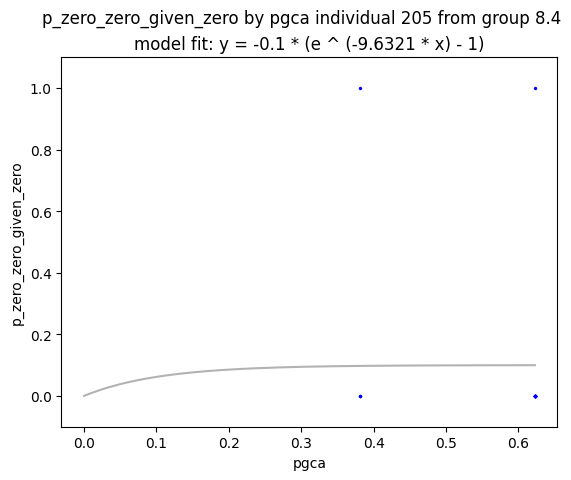 p_zero_zero_given_zero by pgca individual 205 from group 8.4
model fit: y = -0.1 * (e ^ (-9.6321 * x) - 1)
1.0
0.8
0.6
0.4
0.2
0.0
p_zero_zero_given_zero
0.0 0.1 0.2 0.3 0.4 0.5 0.6
pgca